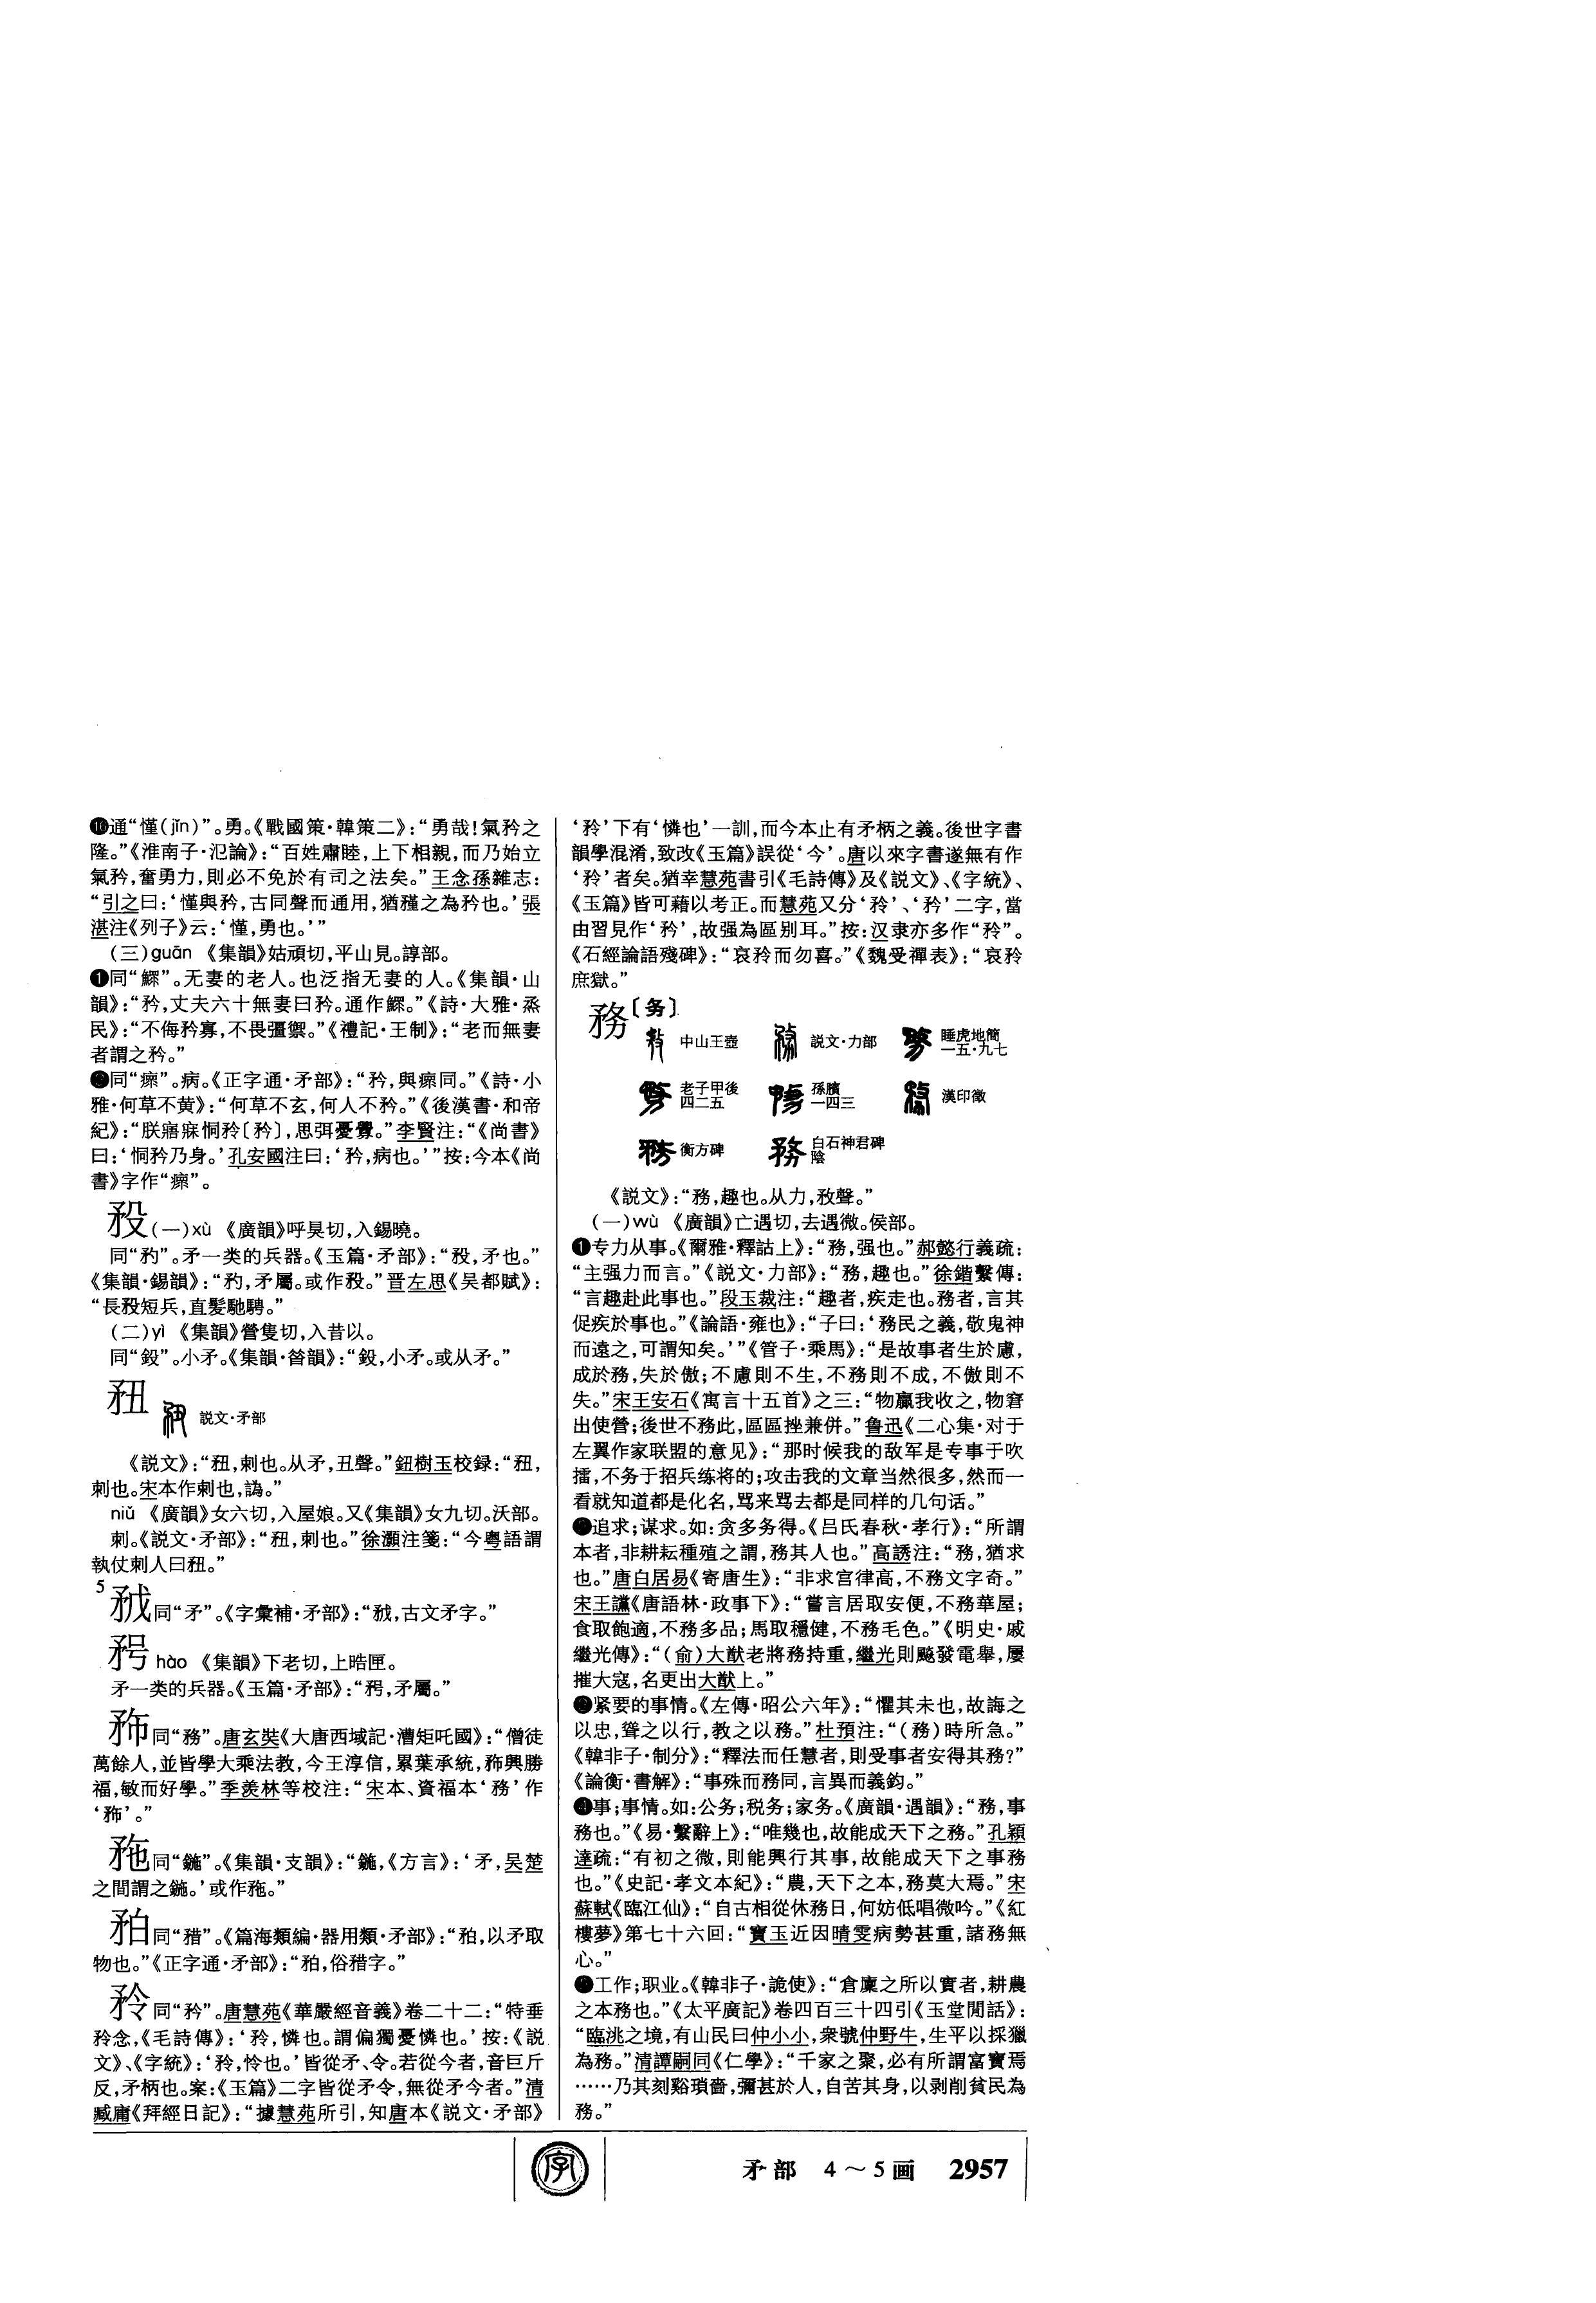 ⓰通“慬(jǐn)”。勇。《戰國策·韓策二》：“勇哉！氣矜之
隆。”《淮南子·氾論》：“百姓肅睦，上下相親，而乃始立
氣矜，奮勇力，則必不免於有司之法矣。”王念孫雜志：
“引之曰：‘慬與矜，古同聲而通用，猶㢙之為矜也。’張
湛注《列子》云：‘慬，勇也。’”
(三)guān 《集韻》姑頑切，平山見。諄部。
❶同“鰥”。无妻的老人。也泛指无妻的人。《集韻·山
韻》：“矜，丈夫六十無妻曰矜。通作鰥。”《詩·大雅·烝
民》：“不侮矜寡，不畏彊禦。”《禮記·王制》：“老而無妻
者謂之矜。”
❷同“瘝”。病。《正字通·矛部》：“矜，與瘝同。”《詩·小
雅·何草不黄》：“何草不玄，何人不矜。”《後漢書·和帝
紀》：“朕寤寐恫矝〔矜〕，思弭憂釁。”李賢注：“《尚書》
曰：‘恫矜乃身。’孔安國注曰：‘矜，病也。’”按：今本《尚
書》字作“瘝”。
㕠(一)xù 《廣韻》呼狊切，入錫曉。
同“矟”。矛一类的兵器。《玉篇·矛部》：“，矛也。”
《集韻·錫韻》：“，矛屬。或作。”晋左思《吴都賦》：
“長短兵，直髪馳騁。”
(二)yì 《集韻》營隻切，入昔以。
同“鈠”。小矛。《集韻·昝韻》：“鈠，小矛。或从矛。”
矧 説文·矛部
《説文》：“䂇，刺也。从矛，丑聲。”鈕樹玉校録：“䂇，
刺也。宋本作剌也，譌。”
niǔ 《廣韻》女六切，入屋娘。又《集韻》女九切。沃部。
刺。《説文·矛部》：“䂇，刺也。”徐灝注箋：“今粤語謂
執仗刺人曰䂇。”
5
同“矛”。《字彙補·矛部》：“，古文矛字。”
hào 《集韻》下老切，上晧匣。
矛一类的兵器。《玉篇·矛部》：“，矛屬。”
同“務”。唐玄奘《大唐西域記·漕矩吒國》：“僧徒
萬餘人，並皆學大乘法教，今王淳信，累葉承統，興勝
福，敏而好學。”季羨林等校注：“宋本、資福本‘務’作
‘’。”
同“鍦”。《集韻·支韻》：“鍦，《方言》：‘矛，吴楚
之間謂之鍦。’或作。”
同“矠”。《篇海類編·器用類·矛部》：“，以矛取
物也。”《正字通·矛部》：“，俗矠字。”
矝同“矜”。唐慧苑《華嚴經音義》卷二十二：“特垂
矝念，《毛詩傳》：‘矝，憐也。謂偏獨憂憐也。’按：《説
文》、《字統》：‘矝，怜也。’皆從矛、令。若從今者，音巨斤
反，矛柄也。案：《玉篇》二字皆從矛令，無從矛今者。”清
臧庸《拜經日記》：“據慧苑所引，知唐本《説文·矛部》
‘矝’下有‘憐也’一訓，而今本止有矛柄之義。後世字書
韻學混淆，致改《玉篇》誤從‘今’。唐以來字書遂無有作
‘矝’者矣。猶幸慧苑書引《毛詩傳》及《説文》、《字統》、
《玉篇》皆可藉以考正。而慧苑又分‘矝’、‘矜’二字，當
由習見作‘矜’，故强為區别耳。”按：汉隶亦多作“矝”。
《石經論語殘碑》：“哀矝而勿喜。”《魏受禪表》：“哀矝
庶獄。”
務〔务〕
中山王壺 説文·力部 睡虎地簡一五·九七
老子甲後四二五 孫臏一四三 漢印徵
衡方碑 白石神君碑陰
《説文》：“務，趣也。从力，敄聲。”
(一)wù 《廣韻》亡遇切，去遇微。侯部。
❶专力从事。《爾雅·釋詁上》：“務，强也。”郝懿行義疏：
“主强力而言。”《説文·力部》：“務，趣也。”徐鍇繫傳：
“言趣赴此事也。”段玉裁注：“趣者，疾走也。務者，言其
促疾於事也。”《論語·雍也》：“子曰：‘務民之義，敬鬼神
而遠之，可謂知矣。’”《管子·乘馬》：“是故事者生於慮，
成於務，失於傲；不慮則不生，不務則不成，不傲則不
失。”宋王安石《寓言十五首》之三：“物贏我收之，物窘
出使營；後世不務此，區區挫兼併。”鲁迅《二心集·对于
左翼作家联盟的意见》：“那时候我的敌军是专事于吹
擂，不务于招兵练将的；攻击我的文章当然很多，然而一
看就知道都是化名，骂来骂去都是同样的几句话。”
❷追求；谋求。如：贪多务得。《吕氏春秋·孝行》：“所謂
本者，非耕耘種殖之謂，務其人也。”高誘注：“務，猶求
也。”唐白居易《寄唐生》：“非求宫律高，不務文字奇。”
宋王讜《唐語林·政事下》：“嘗言居取安便，不務華屋；
食取飽適，不務多品；馬取穩健，不務毛色。”《明史·戚
繼光傳》：“(俞)大猷老將務持重，繼光則飈發電舉，屢
摧大寇，名更出大猷上。”
❸紧要的事情。《左傳·昭公六年》：“懼其未也，故誨之
以忠，聳之以行，教之以務。”杜預注：“(務)時所急。”
《韓非子·制分》：“釋法而任慧者，則受事者安得其務？”
《論衡·書解》：“事殊而務同，言異而義鈞。”
❹事；事情。如：公务；税务；家务。《廣韻·遇韻》：“務，事
務也。”《易·繫辭上》：“唯幾也，故能成天下之務。”孔穎
達疏：“有初之微，則能興行其事，故能成天下之事務
也。”《史記·孝文本紀》：“農，天下之本，務莫大焉。”宋
蘇軾《臨江仙》：“自古相從休務日，何妨低唱微吟。”《紅
樓夢》第七十六回：“寶玉近因晴雯病勢甚重，諸務無
心。”
❺工作；职业。《韓非子·詭使》：“倉廩之所以實者，耕農
之本務也。”《太平廣記》卷四百三十四引《玉堂閒話》：
“臨洮之境，有山民曰仲小小，衆號仲野牛，生平以採獵
為務。”清譚嗣同《仁學》：“千家之聚，必有所謂富實焉
……乃其刻谿瑣嗇，彌甚於人，自苦其身，以剥削貧民為
務。”
字
矛部 4～5画 2957